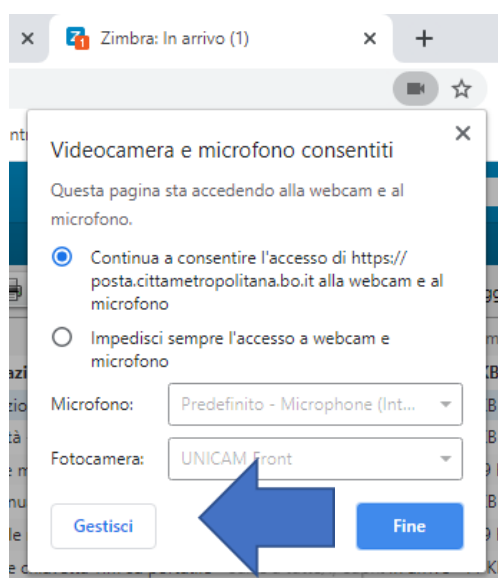 Zimbra: In arrivo (1)
Videocamera e microfono consentiti
Questa pagina sta accedendo alla webcam e al
microfono.
Continua a consentire l'accesso di https://
posta.cittametropolitana.bo.it alla webcam e al
microfono
Impedisci sempre l'accesso a webcam e
microfono
Microfono: Predefinito - Microphone (Int...
Fotocamera: UNICAM Front
Gestisci Fine